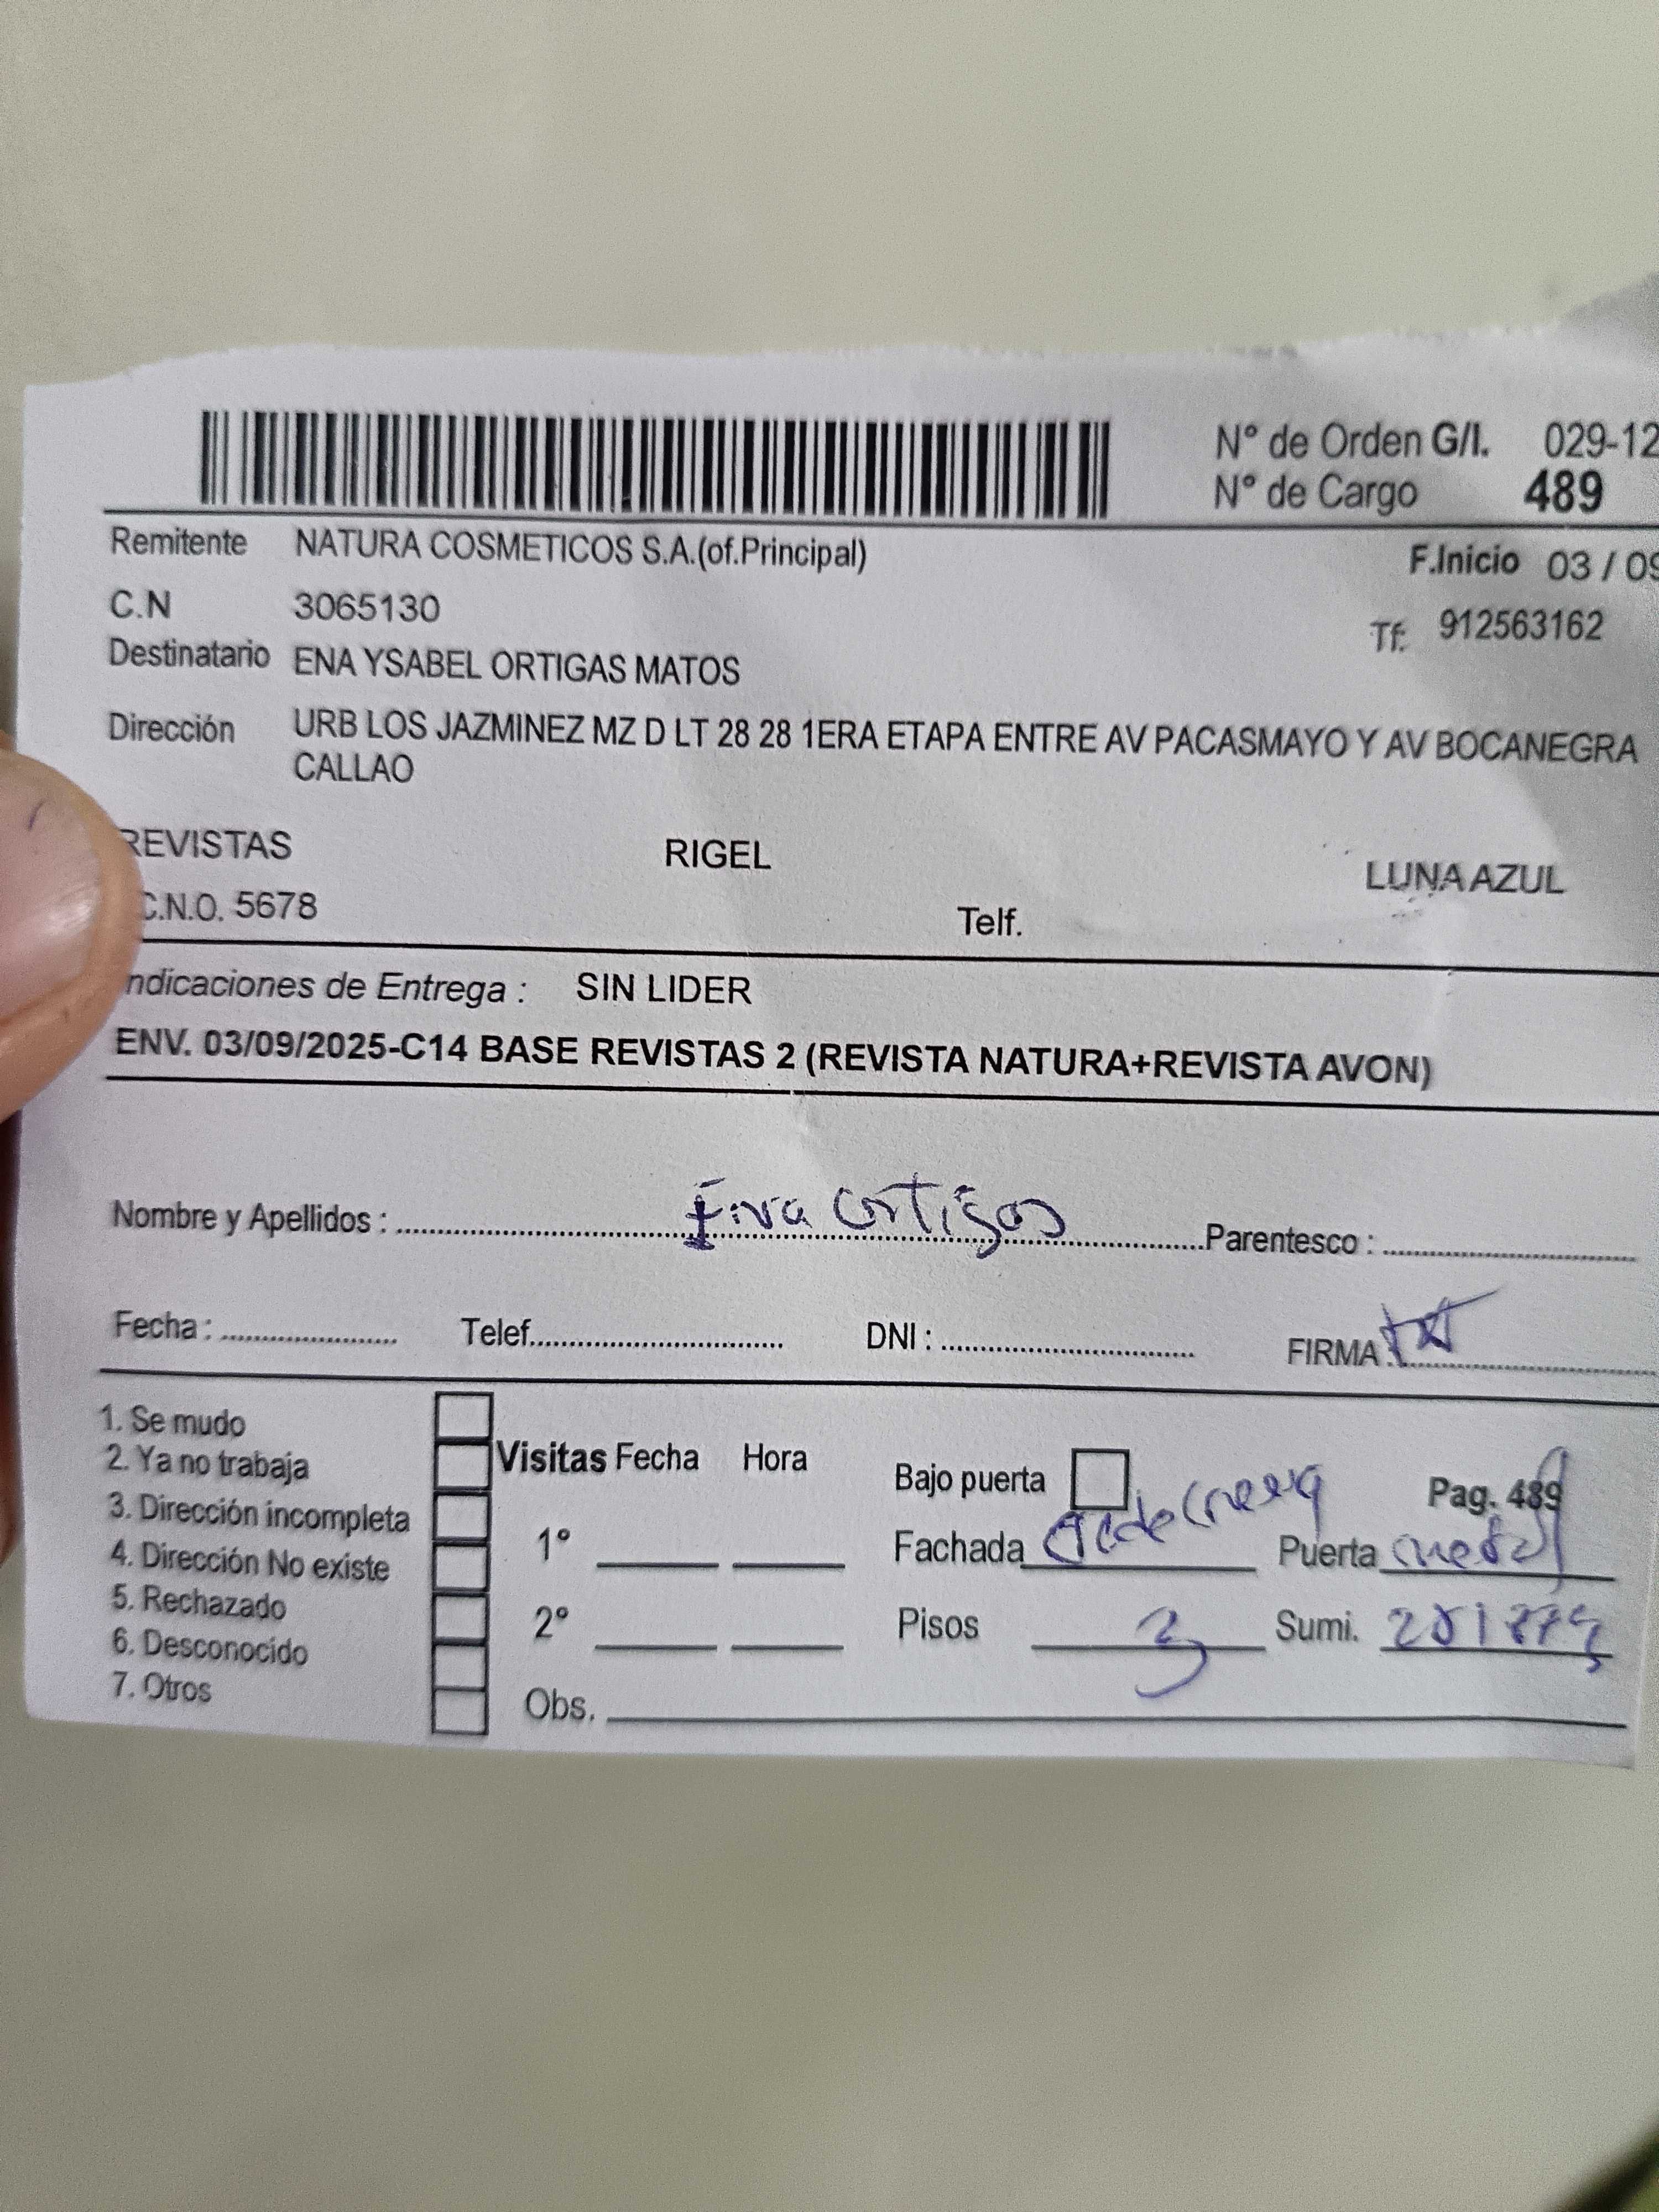 N° de Orden G/I. 029-12
N° de Cargo 489
Remitente NATURA COSMETICOS S.A.(of.Principal) F.Inicio 03 / 09
C.N 3065130 Tf: 912563162
Destinatario ENA YSABEL ORTIGAS MATOS
Dirección URB LOS JAZMINEZ MZ D LT 28 28 1ERA ETAPA ENTRE AV PACASMAYO Y AV BOCANEGRA
CALLAO
REVISTAS RIGEL LUNA AZUL
C.N.O. 5678 Telf.
ndicaciones de Entrega : SIN LIDER
ENV. 03/09/2025-C14 BASE REVISTAS 2 (REVISTA NATURA+REVISTA AVON)
Nombre y Apellidos : Ortigas Parentesco :
Fecha : Telef. DNI : FIRMA :
1. Se mudo
2. Ya no trabaja
3. Dirección incompleta
4. Dirección No existe
5. Rechazado
6. Desconocido
7. Otros
Visitas Fecha Hora
1°
2°
Obs.
Bajo puerta Pag. 489
Fachada Puerta metal
Pisos 3 Sumi.